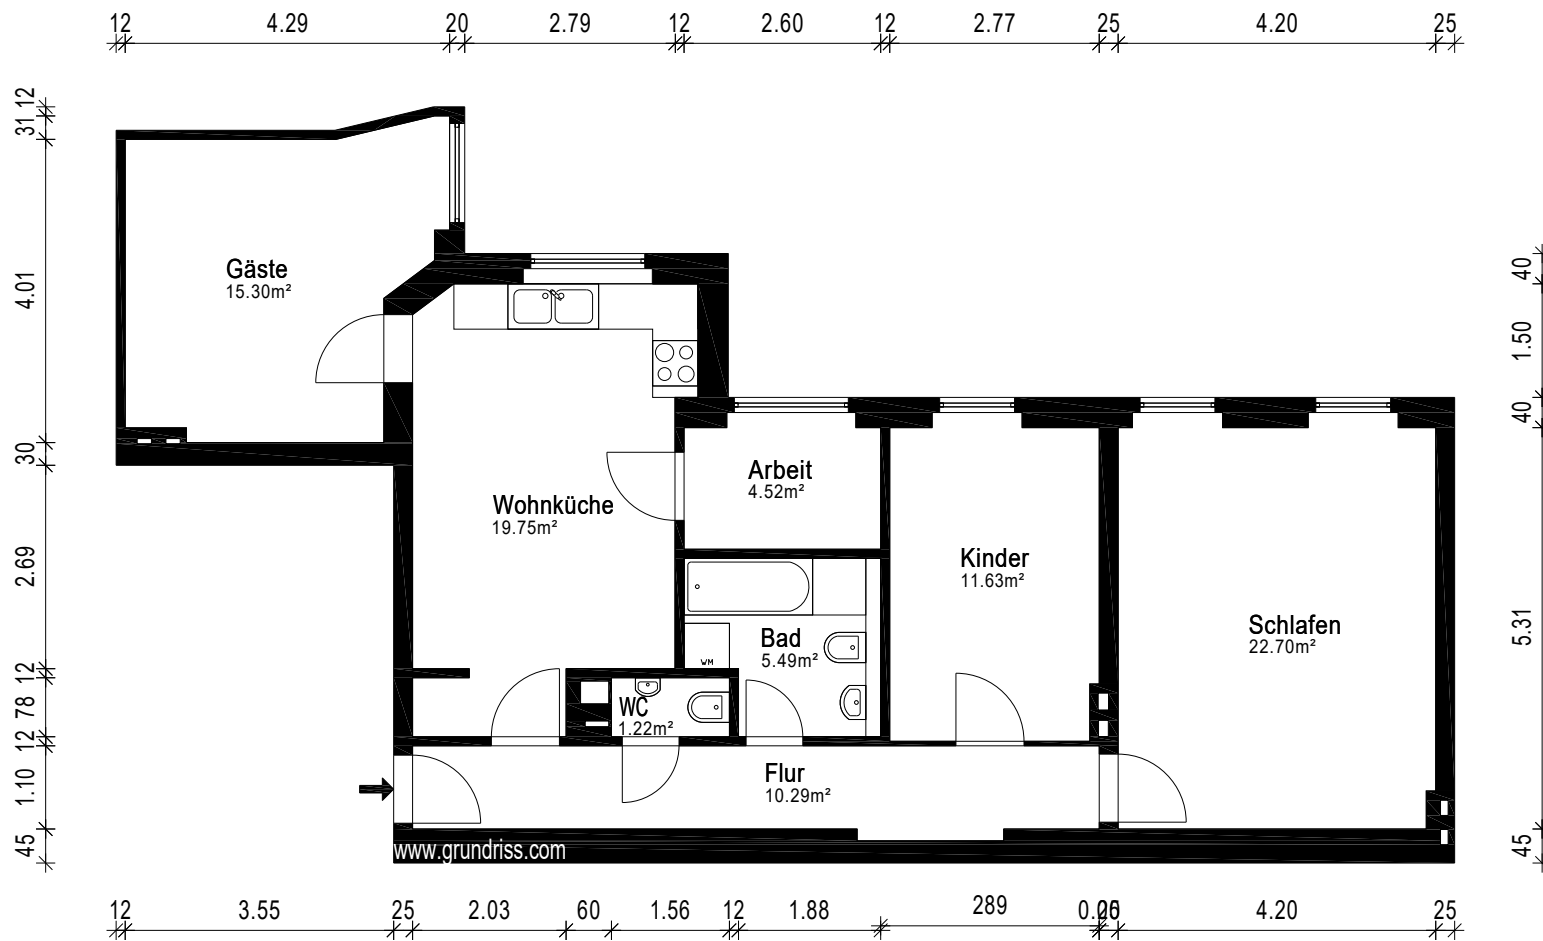 12 4.29 20 2.79 12 2.60 12 2.77 25 4.20 25
12
31
4.01
30
2.69
12
78
12
1.10
45
40
1.50
40
5.31
45
Gäste
15.30m²
Wohnküche
19.75m²
Arbeit
4.52m²
Kinder
11.63m²
Schlafen
22.70m²
Bad
5.49m²
WM
WC
1.22m²
Flur
10.29m²
www.grundriss.com
12 3.55 25 2.03 60 1.56 12 1.88 289 4.20 25